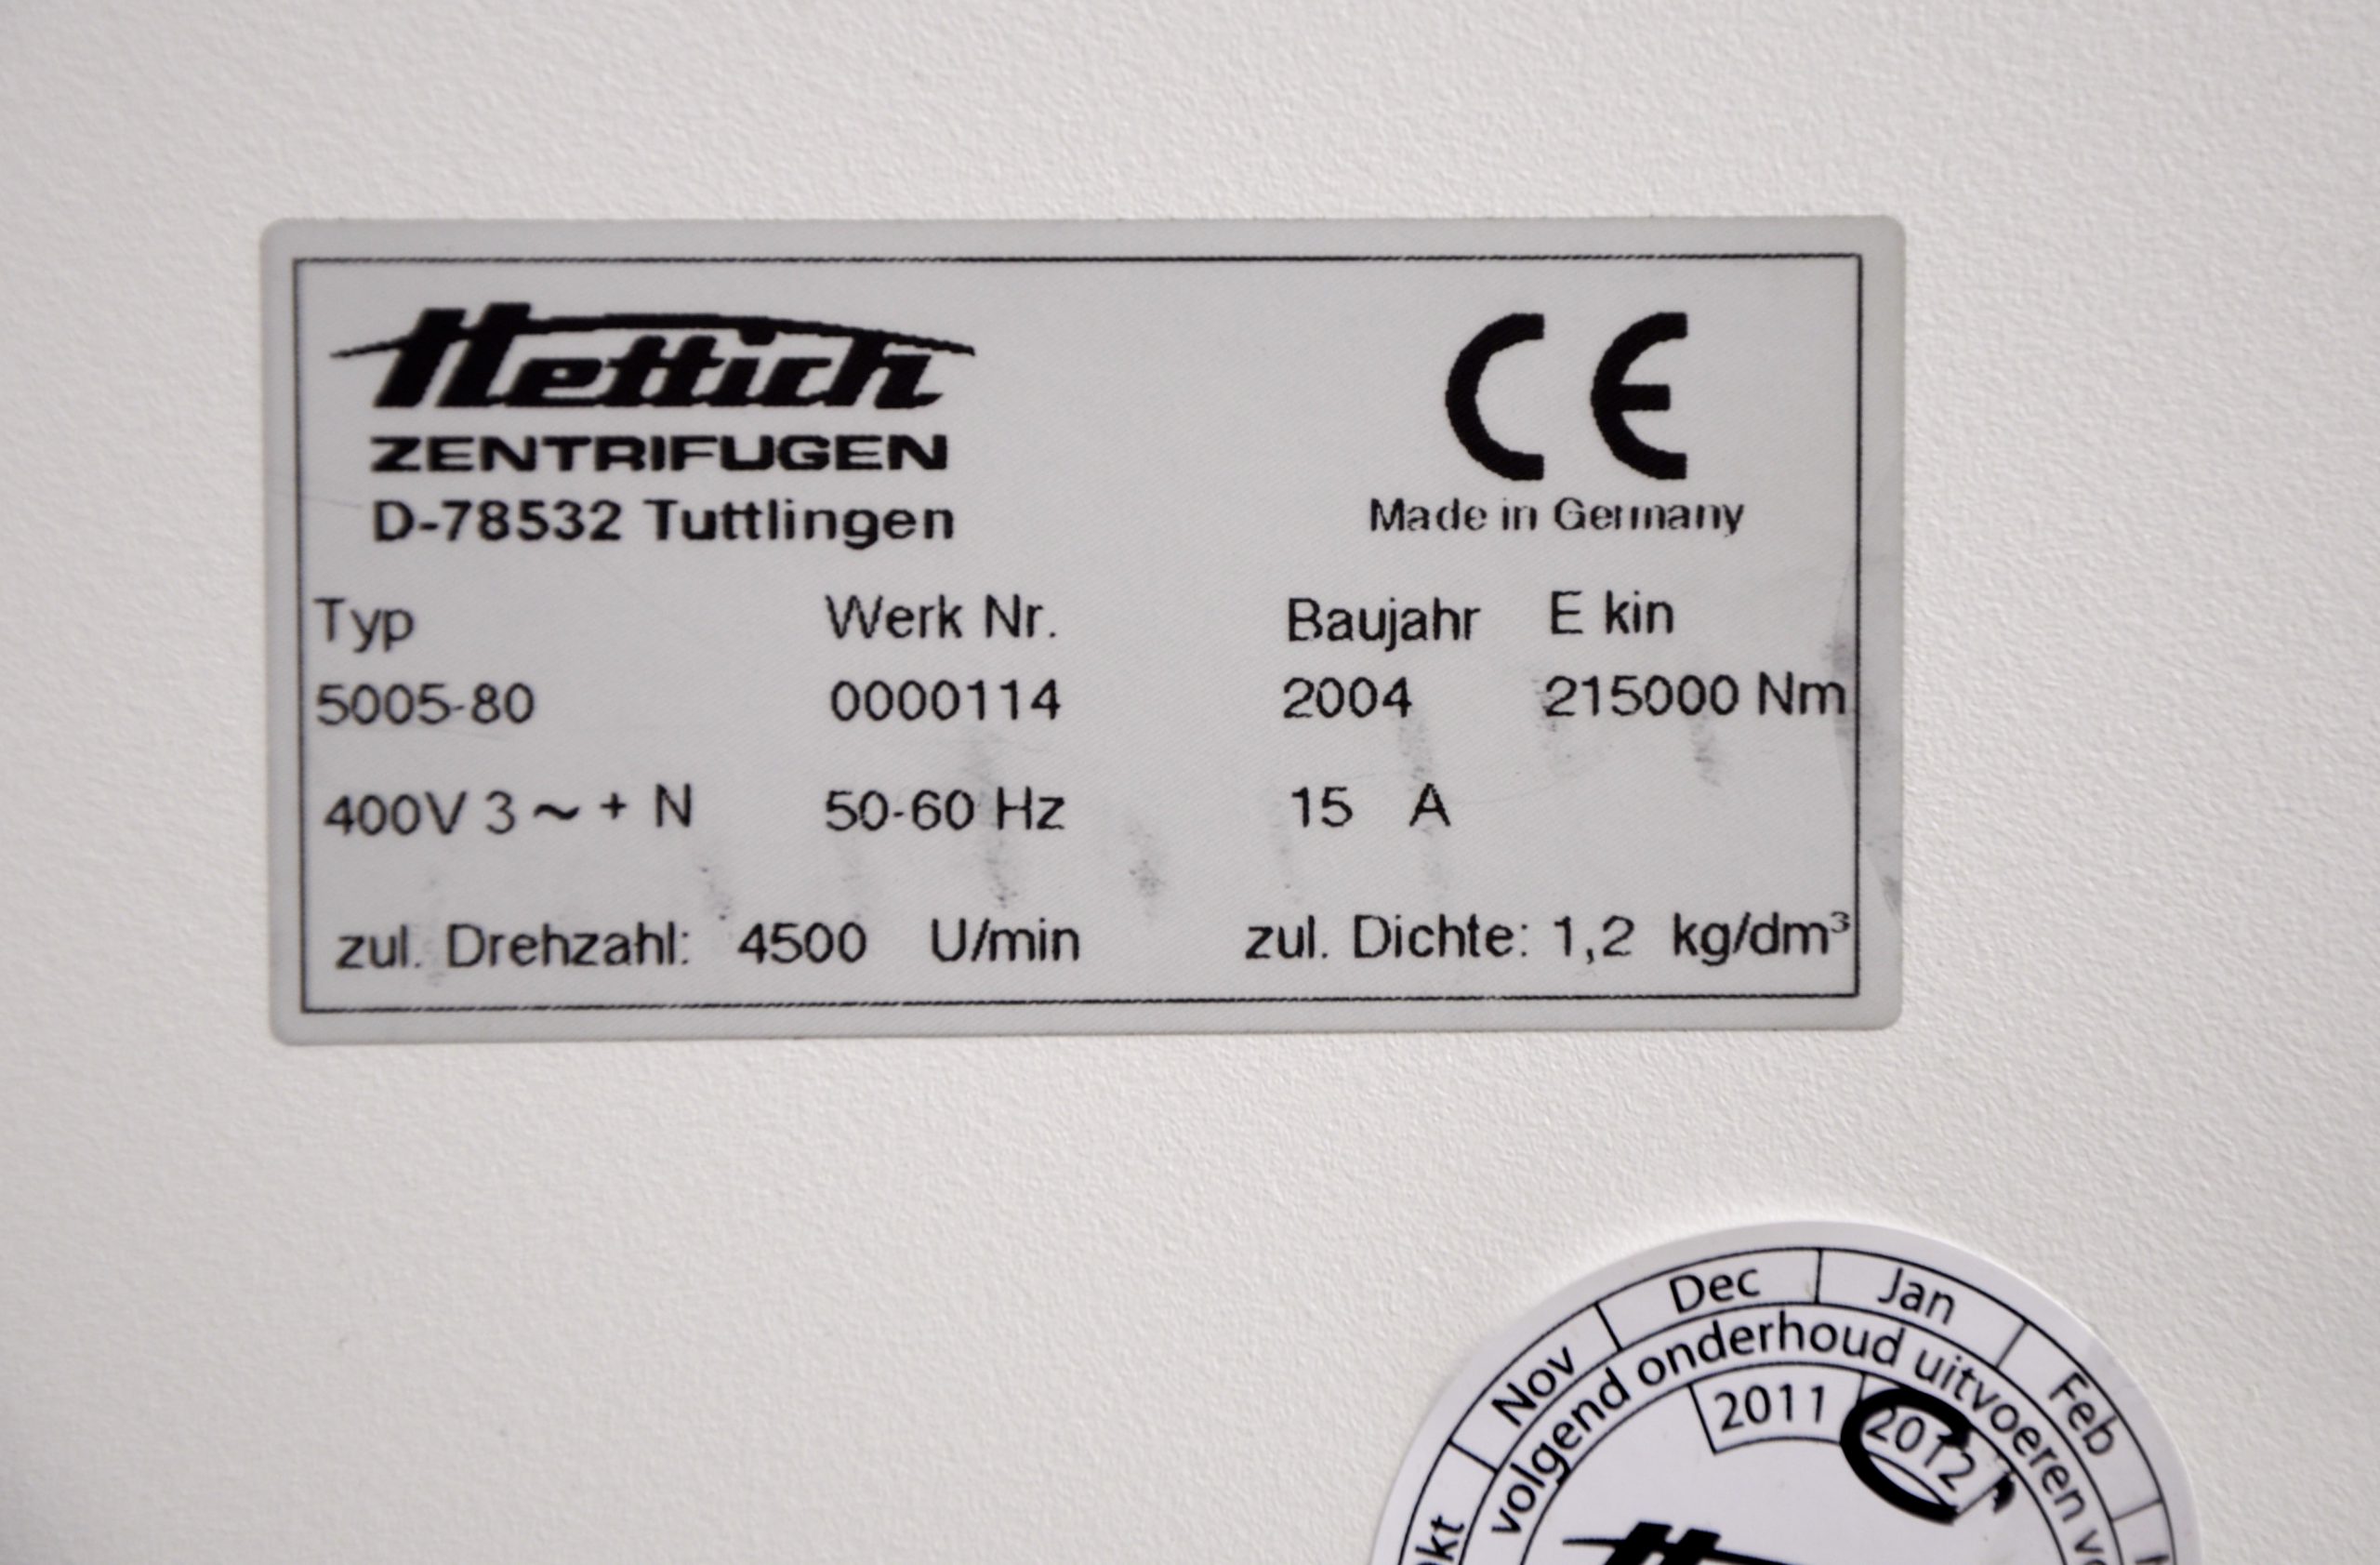 Hettich
ZENTRIFUGEN
D-78532 Tuttlingen
CE
Made in Germany
Typ Werk Nr. Baujahr E kin
5005-80 0000114 2004 215000 Nm
400V 3 ~ + N 50-60 Hz 15 A
zul. Drehzahl: 4500 U/min zul. Dichte: 1,2 kg/dm³
Nov Dec Jan Feb
volgend onderhoud uitvoeren
2011 2012